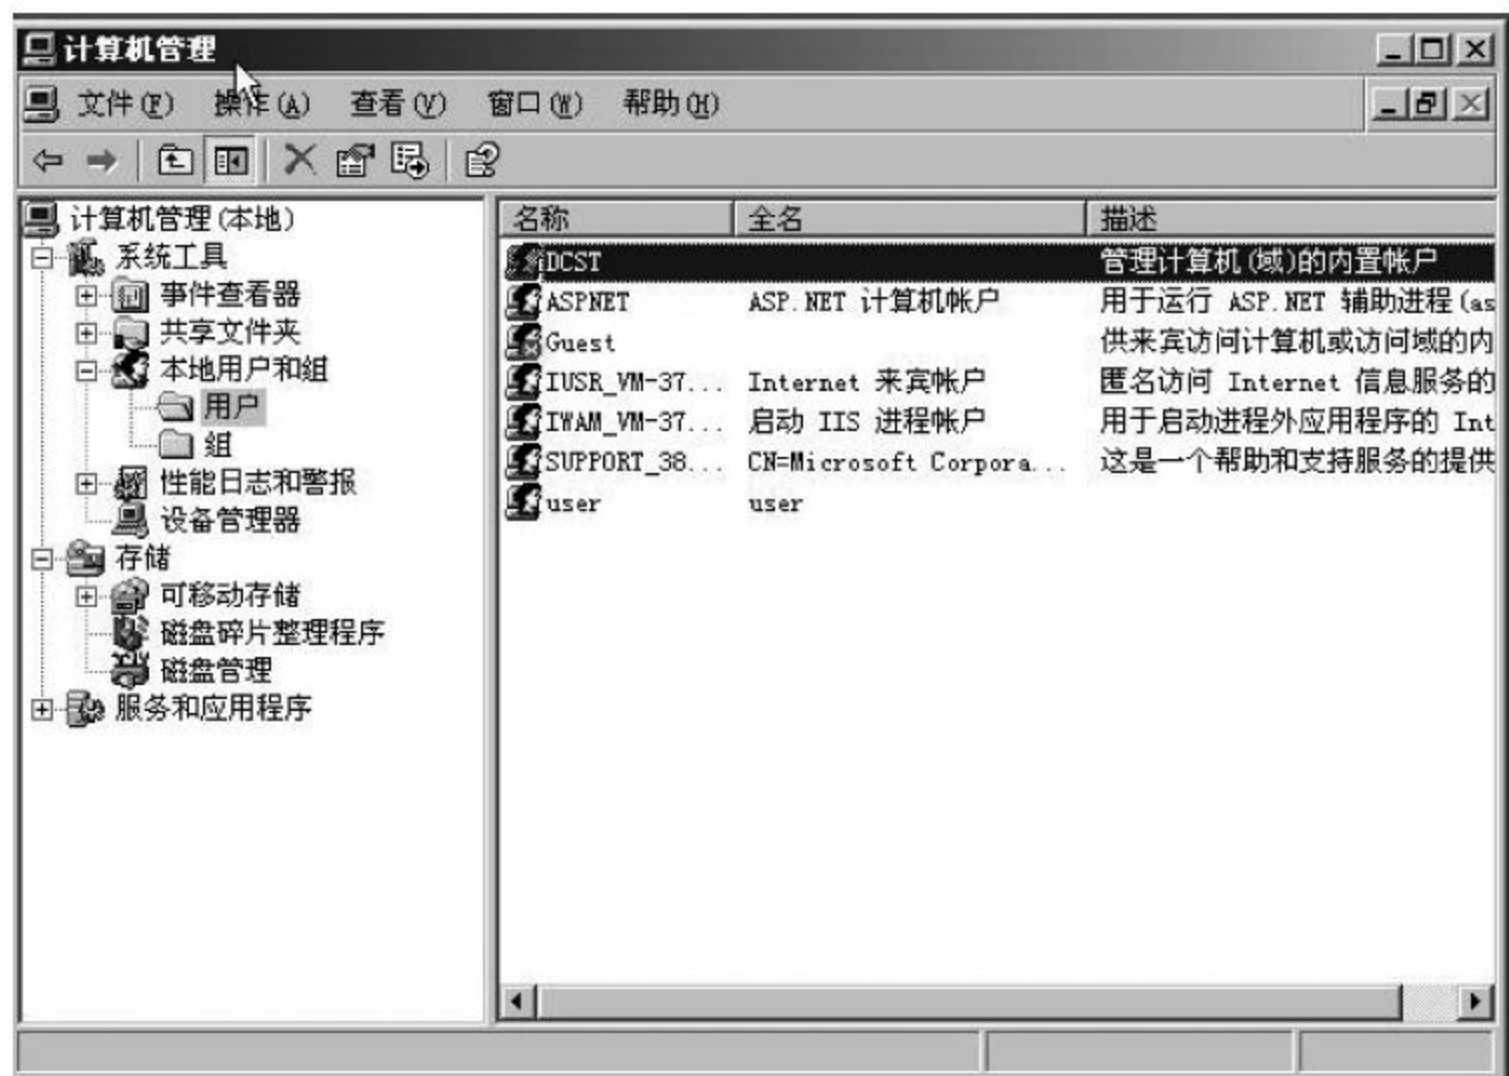 计算机管理
文件(F) 操作(A) 查看(V) 窗口(W) 帮助(H)
计算机管理(本地)
系统工具
事件查看器
共享文件夹
本地用户和组
用户
组
性能日志和警报
设备管理器
存储
可移动存储
磁盘碎片整理程序
磁盘管理
服务和应用程序
名称 全名 描述
DCST 管理计算机(域)的内置帐户
ASPNET ASP.NET 计算机帐户 用于运行 ASP.NET 辅助进程(as
Guest 供来宾访问计算机或访问域的内
IUSR_VM-37... Internet 来宾帐户 匿名访问 Internet 信息服务的
IWAM_VM-37... 启动 IIS 进程帐户 用于启动进程外应用程序的 Int
SUPPORT_38... CN=Microsoft Corpora... 这是一个帮助和支持服务的提供
user user